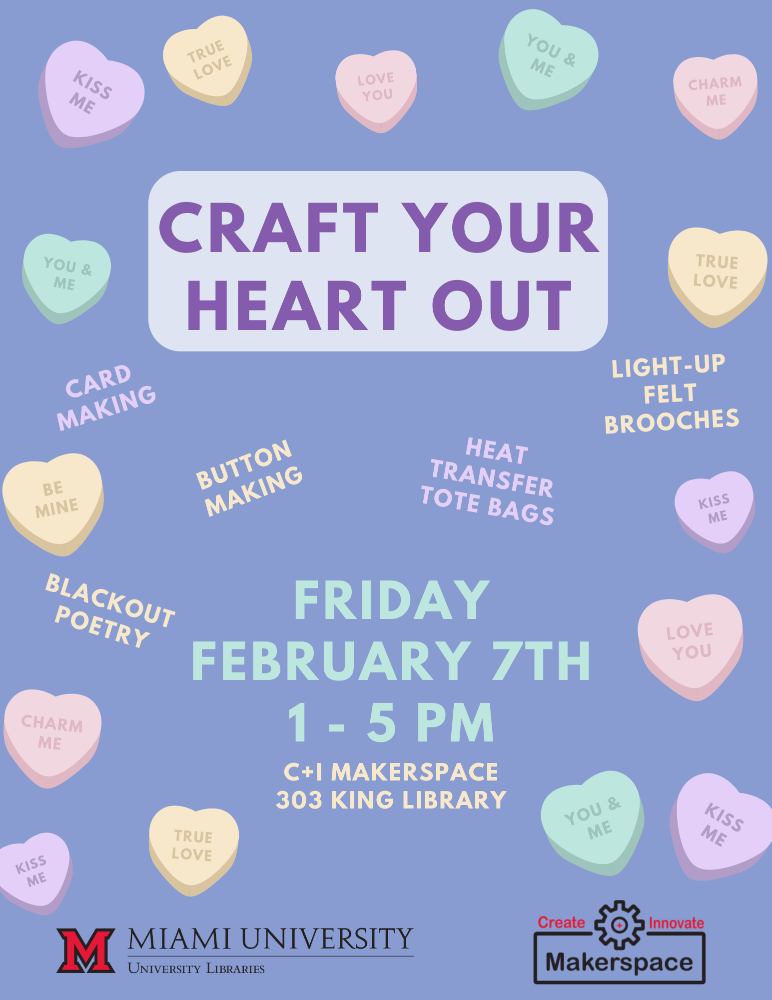 KISS
ME
TRUE
LOVE
LOVE
YOU
YOU &
ME
CHARM
ME
CRAFT YOUR
HEART OUT
YOU &
ME
TRUE
LOVE
CARD
MAKING
LIGHT-UP
FELT
BROOCHES
BUTTON
MAKING
HEAT
TRANSFER
TOTE BAGS
BE
MINE
KISS
ME
BLACKOUT
POETRY
FRIDAY
FEBRUARY 7TH
1 - 5 PM
LOVE
YOU
CHARM
ME
C+I MAKERSPACE
303 KING LIBRARY
YOU &
ME
KISS
ME
TRUE
LOVE
KISS
ME
M
MIAMI UNIVERSITY
UNIVERSITY LIBRARIES
Create + Innovate
Makerspace